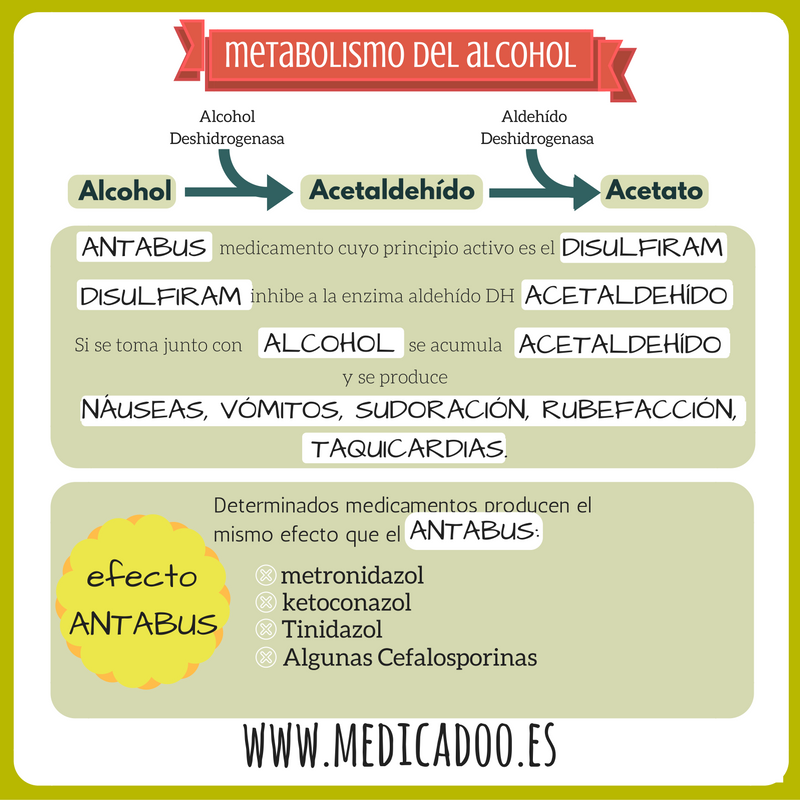 METABOLISMO DEL ALCOHOL
Alcohol
Deshidrogenasa
Aldehído
Deshidrogenasa
Alcohol Acetaldehído Acetato
ANTABUS medicamento cuyo principio activo es el DISULFIRAM
DISULFIRAM inhibe a la enzima aldehído DH ACETALDEHÍDO
Si se toma junto con ALCOHOL se acumula ACETALDEHÍDO
y se produce
NÁUSEAS, VÓMITOS, SUDORACIÓN, RUBEFACCIÓN,
TAQUICARDIAS.
Determinados medicamentos producen el
mismo efecto que el ANTABUS:
efecto
ANTABUS
metronidazol
ketoconazol
Tinidazol
Algunas Cefalosporinas
WWW.MEDICADOO.ES